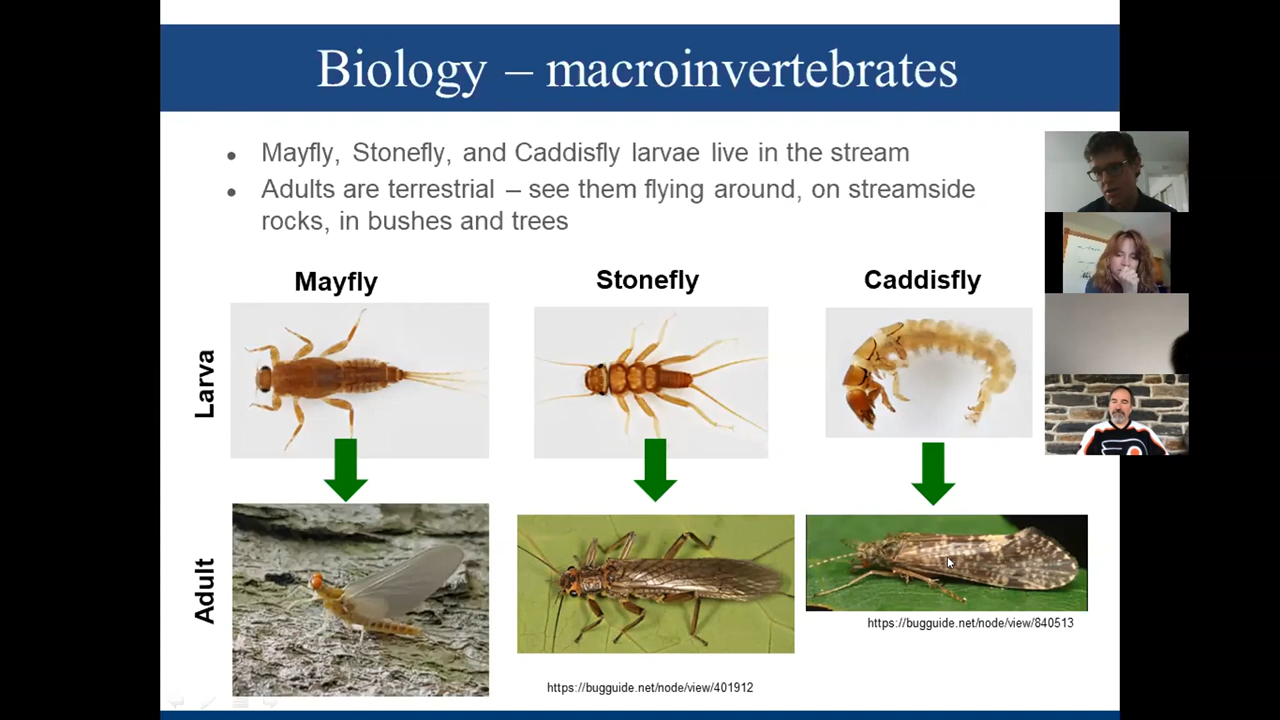 Biology – macroinvertebrates
• Mayfly, Stonefly, and Caddisfly larvae live in the stream
• Adults are terrestrial – see them flying around, on streamside
rocks, in bushes and trees
Mayfly
Stonefly
Caddisfly
Larva
Adult
https://bugguide.net/node/view/840513
https://bugguide.net/node/view/401912